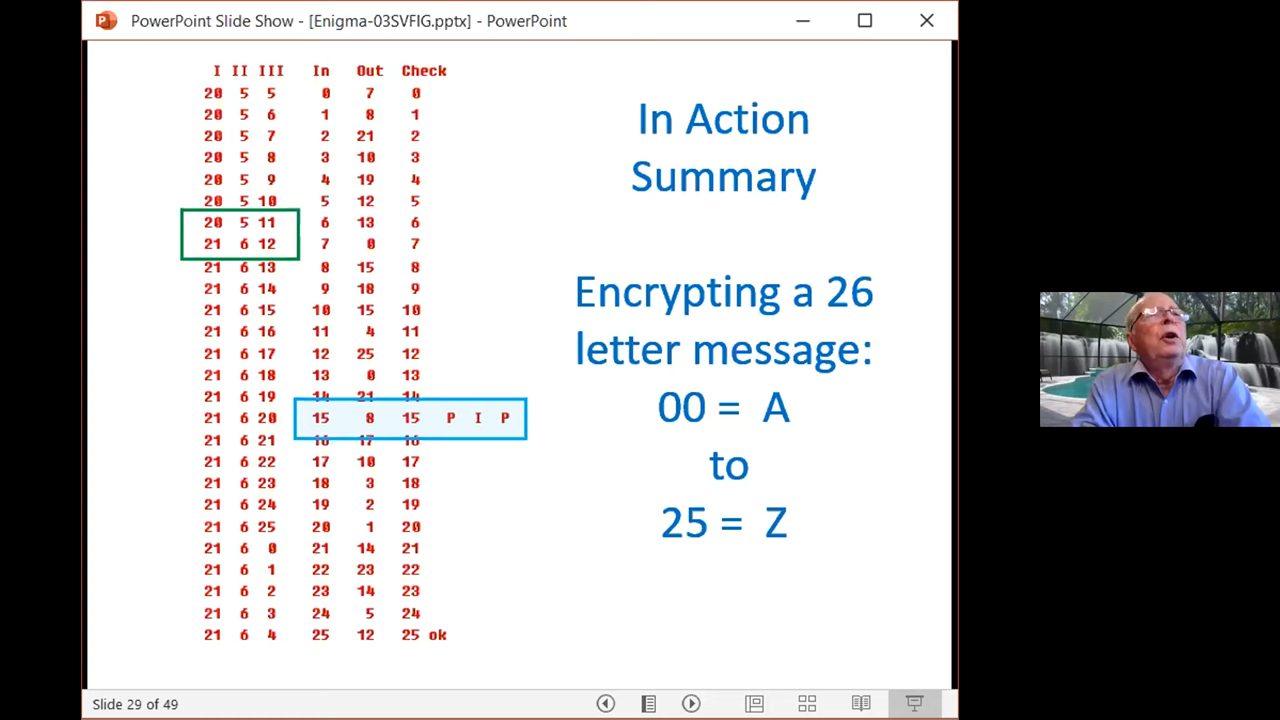 PowerPoint Slide Show - [Enigma-03SVFIG.pptx] - PowerPoint
I II III In Out Check
20 5 5 0 7 0
20 5 6 1 8 1
20 5 7 2 21 2
20 5 8 3 10 3
20 5 9 4 19 4
20 5 10 5 12 5
20 5 11 6 13 6
21 6 12 7 0 7
21 6 13 8 15 8
21 6 14 9 18 9
21 6 15 10 15 10
21 6 16 11 4 11
21 6 17 12 25 12
21 6 18 13 0 13
21 6 19 14 21 14
21 6 20 15 8 15 P I P
21 6 21 16 17 16
21 6 22 17 10 17
21 6 23 18 3 18
21 6 24 19 2 19
21 6 25 20 1 20
21 6 0 21 14 21
21 6 1 22 23 22
21 6 2 23 14 23
21 6 3 24 5 24
21 6 4 25 12 25 ok
In Action
Summary
Encrypting a 26
letter message:
00 = A
to
25 = Z
Slide 29 of 49